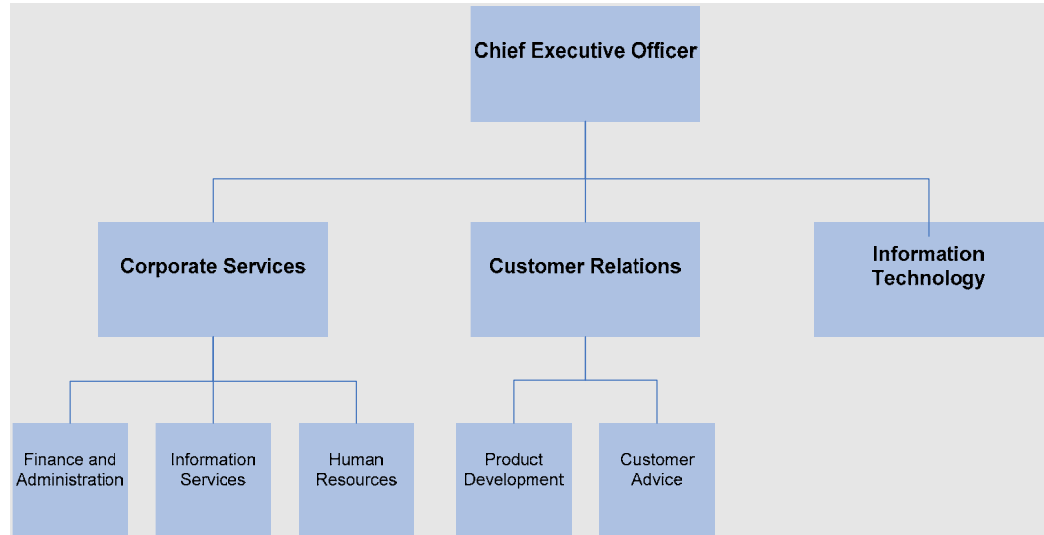 Chief Executive Officer
Corporate Services
Customer Relations
Information
Technology
Finance and
Administration
Information
Services
Human
Resources
Product
Development
Customer
Advice